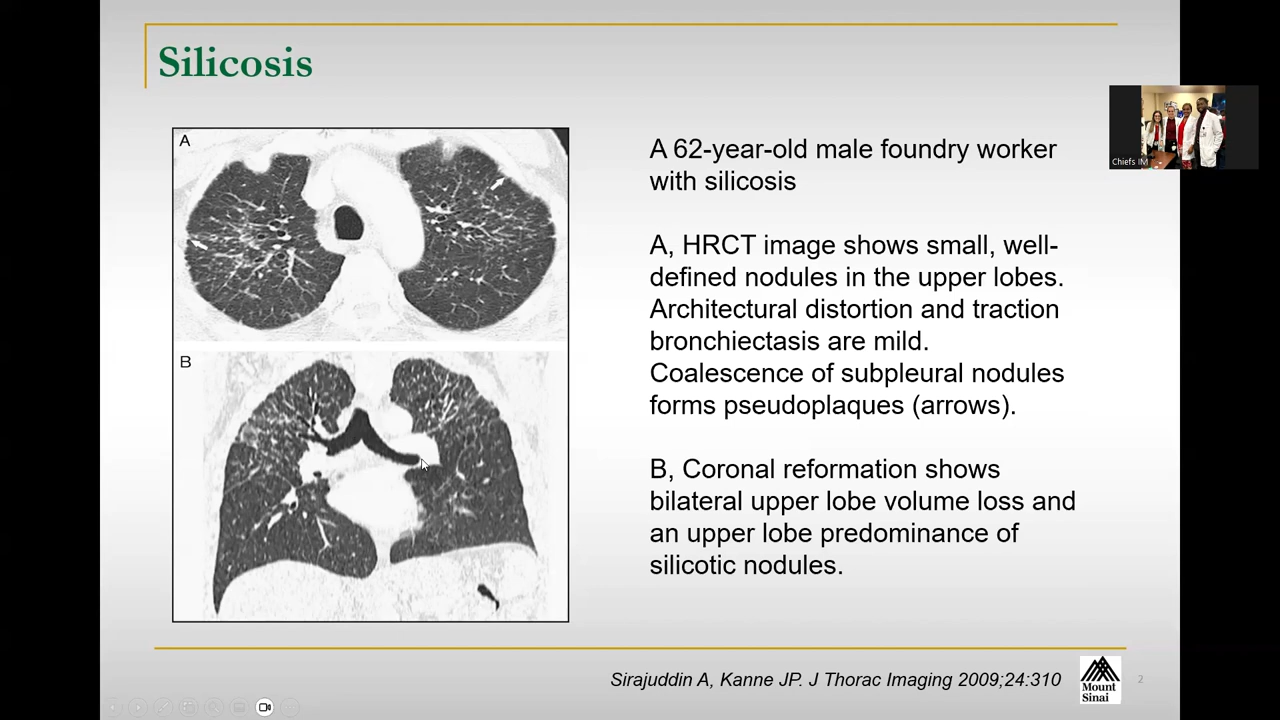 Silicosis
A
B
A 62-year-old male foundry worker
with silicosis
A, HRCT image shows small, well-
defined nodules in the upper lobes.
Architectural distortion and traction
bronchiectasis are mild.
Coalescence of subpleural nodules
forms pseudoplaques (arrows).
B, Coronal reformation shows
bilateral upper lobe volume loss and
an upper lobe predominance of
silicotic nodules.
Chiefs IM
Sirajuddin A, Kanne JP. J Thorac Imaging 2009;24:310
Mount
Sinai
2